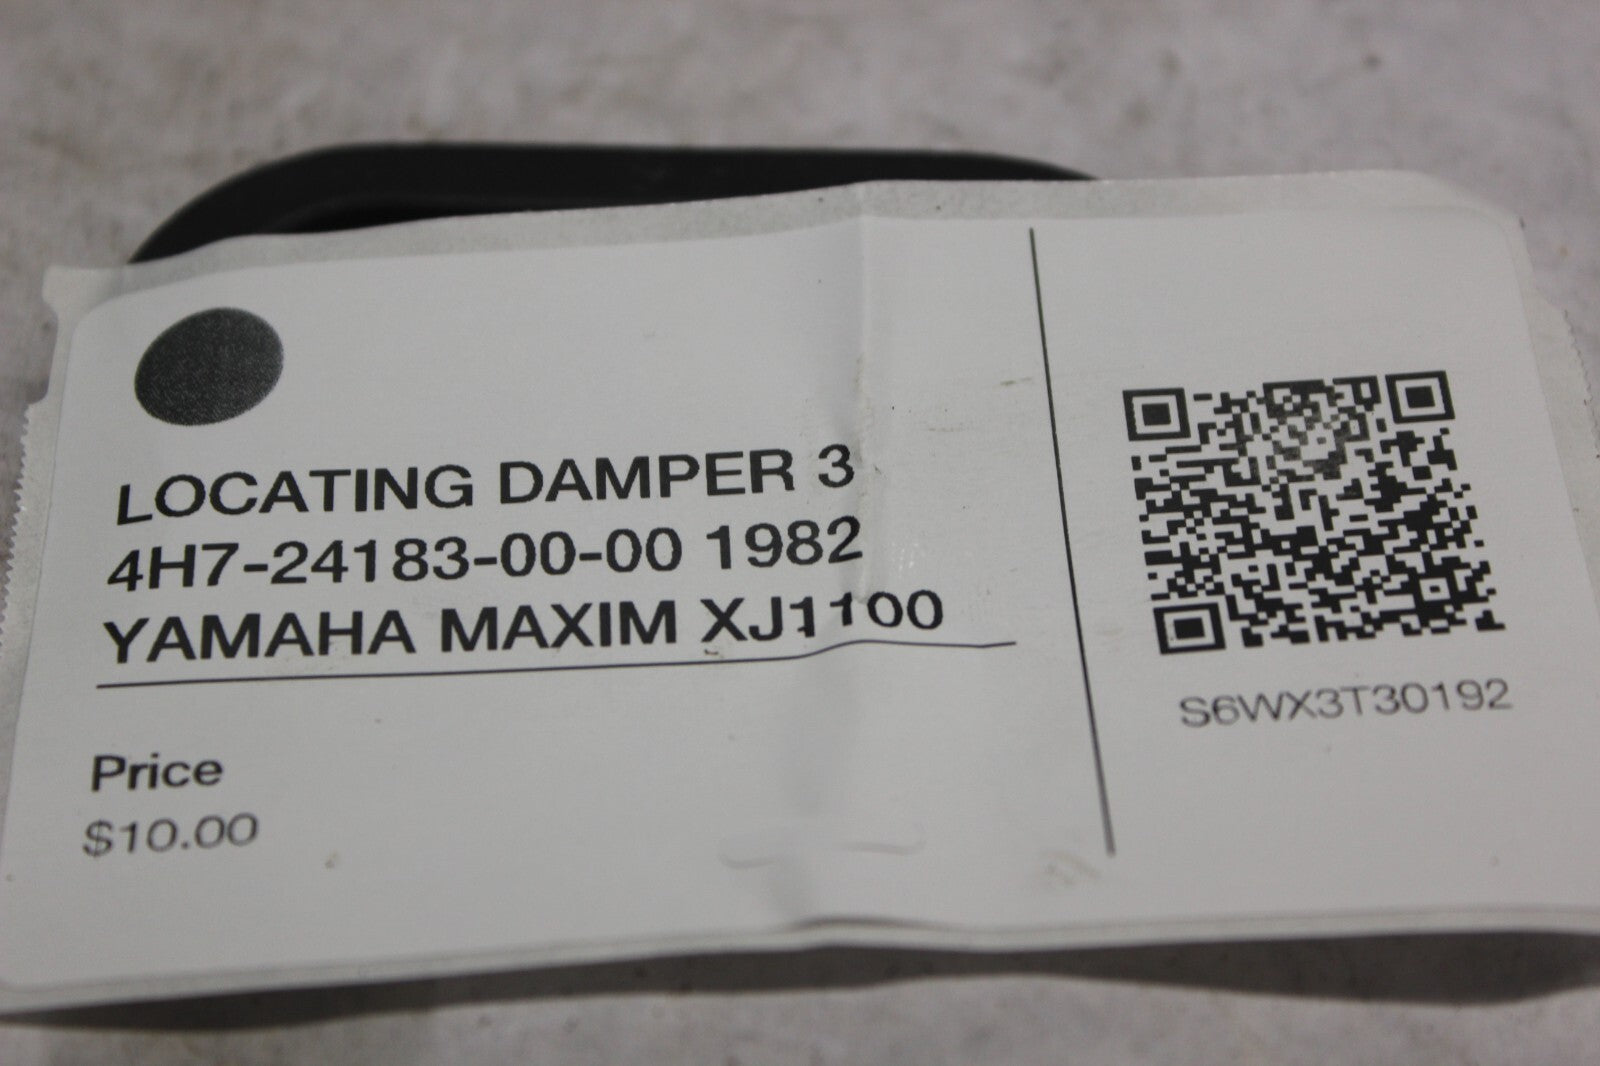 LOCATING DAMPER 3
4H7-24183-00-00 1982
YAMAHA MAXIM XJ1100
Price
$10.00
S6WX3T30192